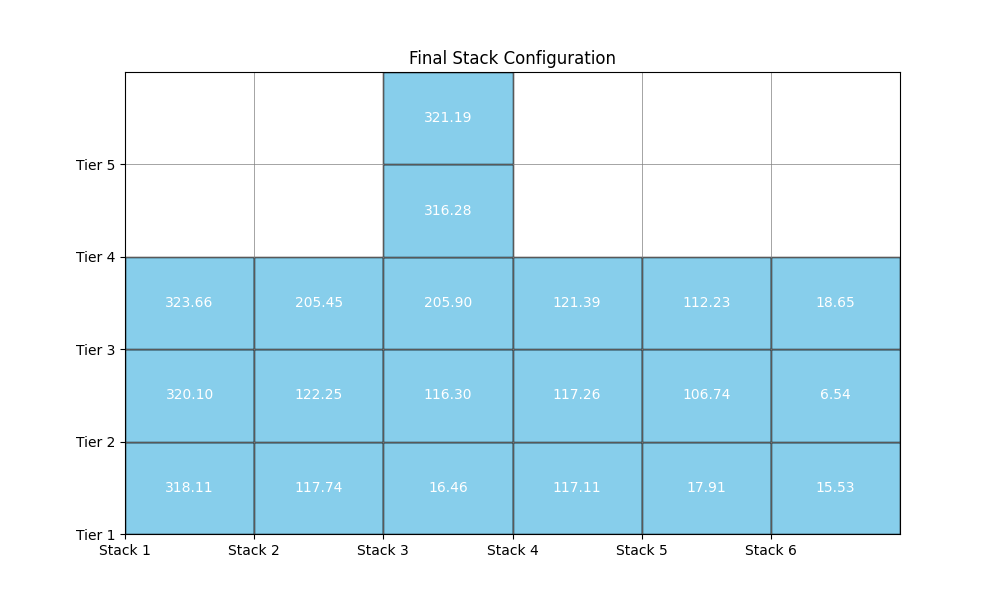 Final Stack Configuration
321.19
Tier 5
316.28
Tier 4
323.66 205.45 205.90 121.39 112.23 18.65
Tier 3
320.10 122.25 116.30 117.26 106.74 6.54
Tier 2
318.11 117.74 16.46 117.11 17.91 15.53
Tier 1
Stack 1 Stack 2 Stack 3 Stack 4 Stack 5 Stack 6